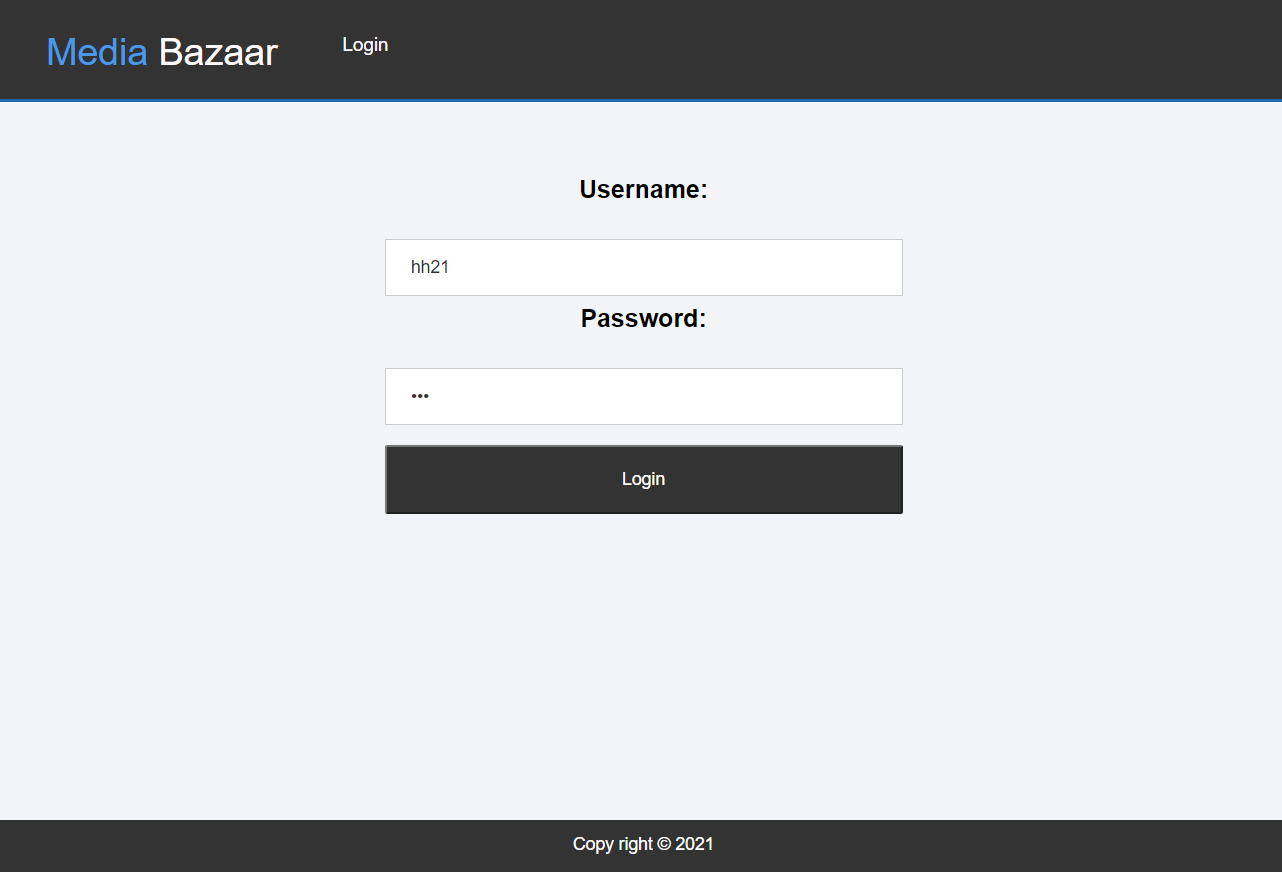 Media Bazaar
Login
Username:
hh21
Password:
•••
Login
Copy right © 2021